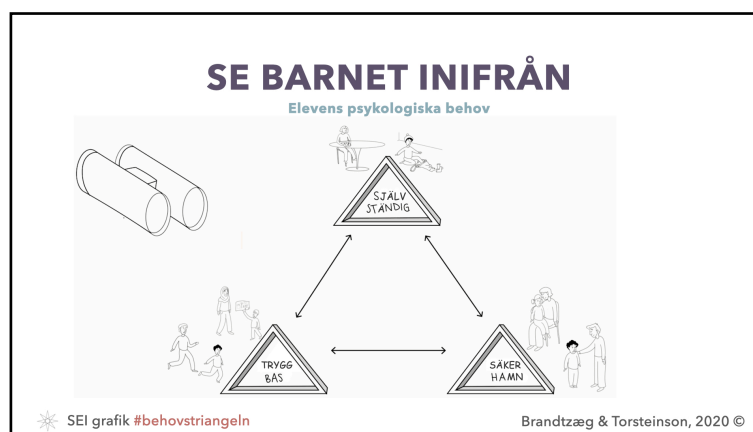 SE BARNET INIFRÅN
Elevens psykologiska behov
SJÄLV
STÄNDIG
TRYGG
BAS
SÄKER
HAMN
SEI grafik #behovstriangeln
Brandtzæg & Torsteinson, 2020 ©